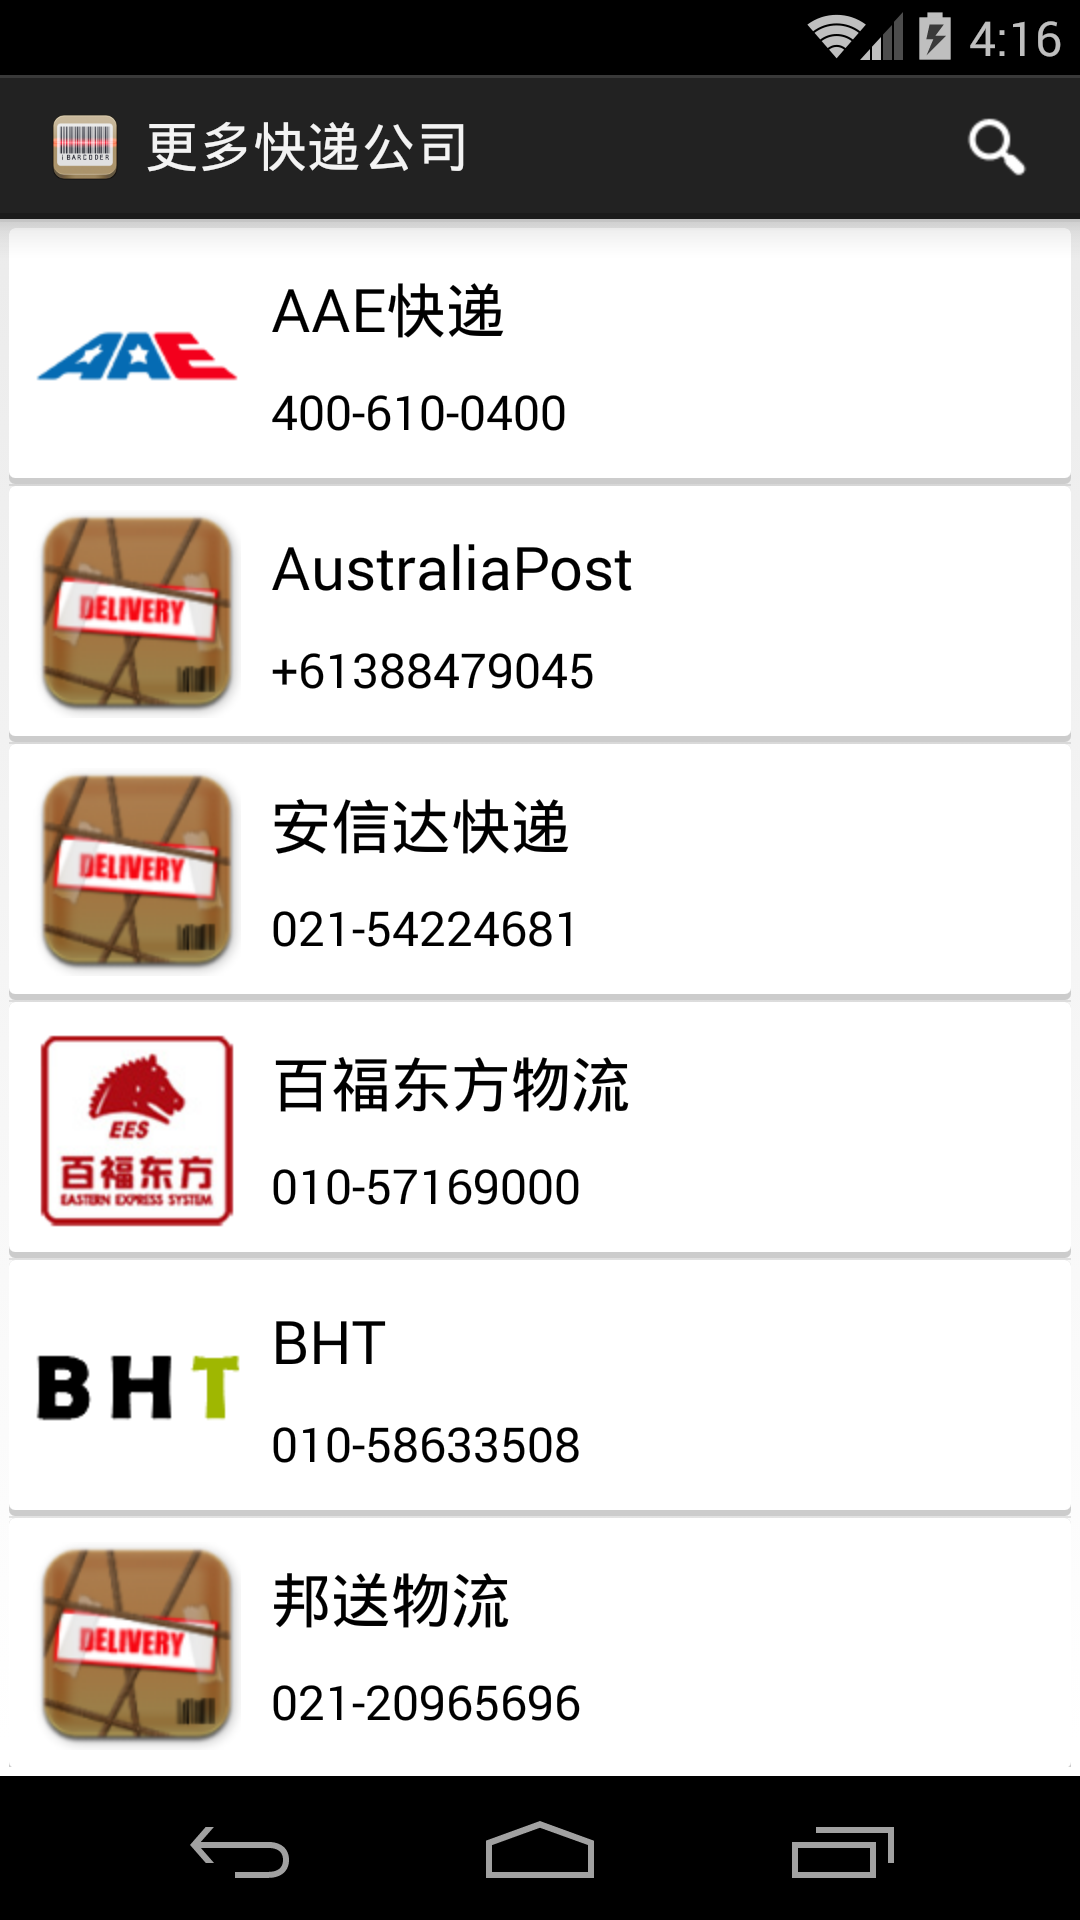 4:16
iBARCODER
更多快递公司
AAE
AAE快递
400-610-0400
DELIVERY
AustraliaPost
+61388479045
DELIVERY
安信达快递
021-54224681
EES
百福东方
EASTERN EXPRESS SYSTEM
百福东方物流
010-57169000
BHT
BHT
010-58633508
DELIVERY
邦送物流
021-20965696